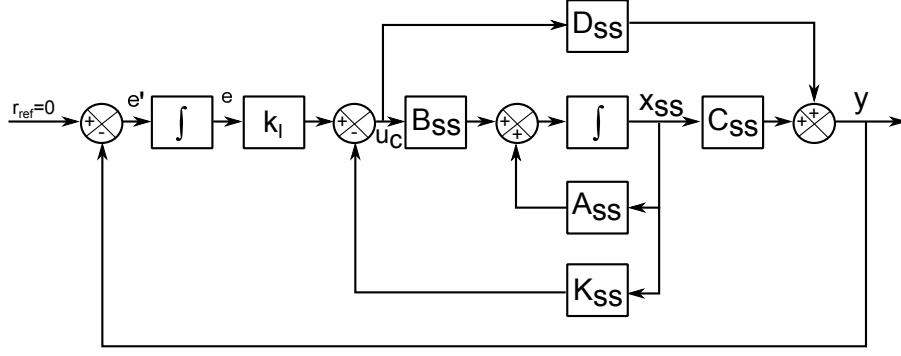 Dss
r_ref=0
e'
∫
e
k_I
u_c
Bss
∫
xss
Css
y
Ass
Kss
+
-
+
-
+
+
+
+